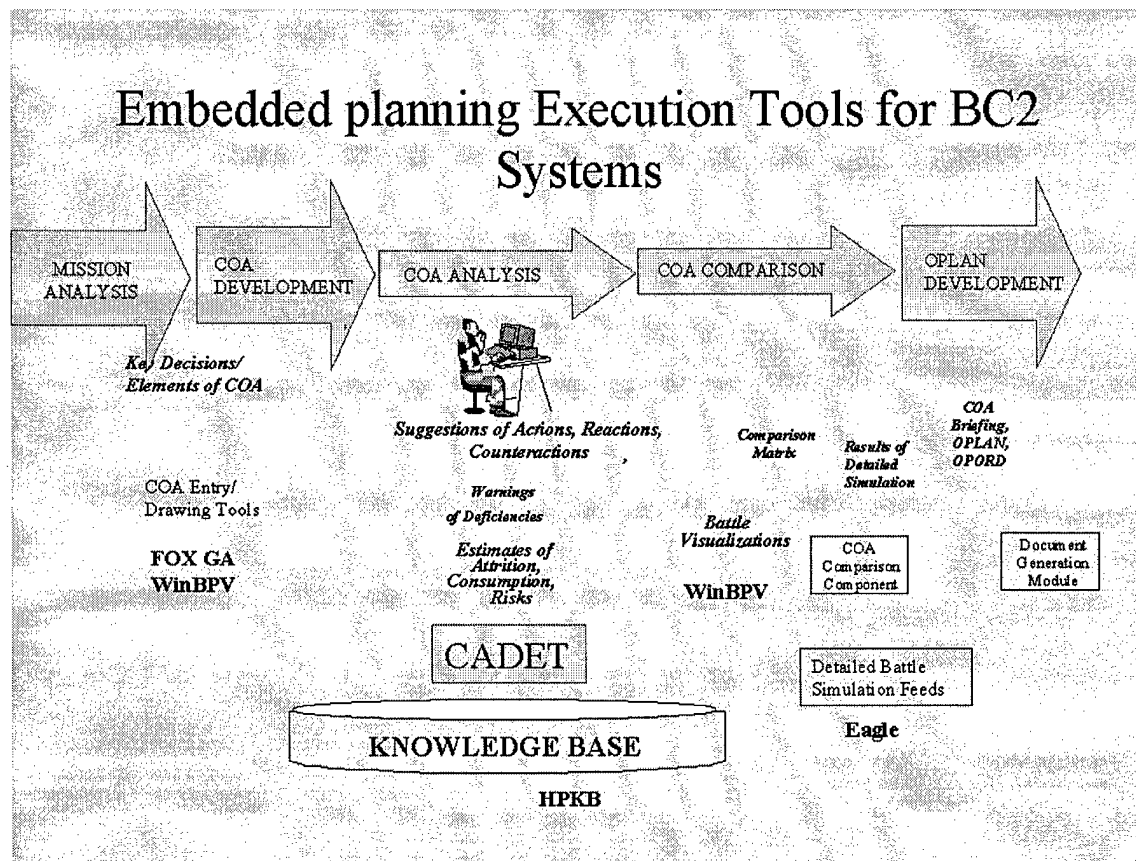 Embedded planning Execution Tools for BC2
Systems
MISSION
ANALYSIS
COA
DEVELOPMENT
COA ANALYSIS
COA COMPARISON
OPLAN
DEVELOPMENT
Key Decisions/
Elements of COA
Suggestions of Actions, Reactions,
Counteractions ,
Comparison
Matrix
Results of
Detailed
Simulation
COA
Briefing,
OPLAN,
OPORD
COA Entry/
Drawing Tools
Warnings
of Deficiencies
FOX GA
WinBPV
Estimates of
Attrition,
Consumption,
Risks
Battle
Visualizations
WinBPV
COA
Comparison
Component
Document
Generation
Module
CADET
Detailed Battle
Simulation Feeds
Eagle
KNOWLEDGE BASE
HPKB